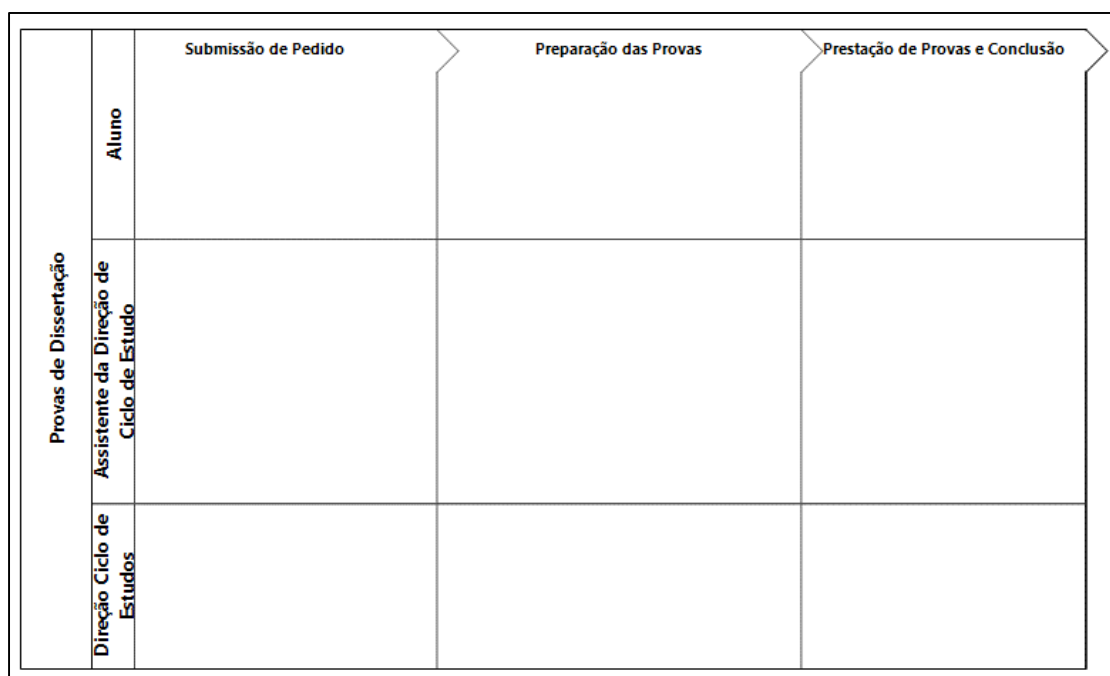 Submissão de Pedido
Preparação das Provas
Prestação de Provas e Conclusão
Provas de Dissertação
Aluno
Assistente da Direção de
Ciclo de Estudo
Direção Ciclo de
Estudos